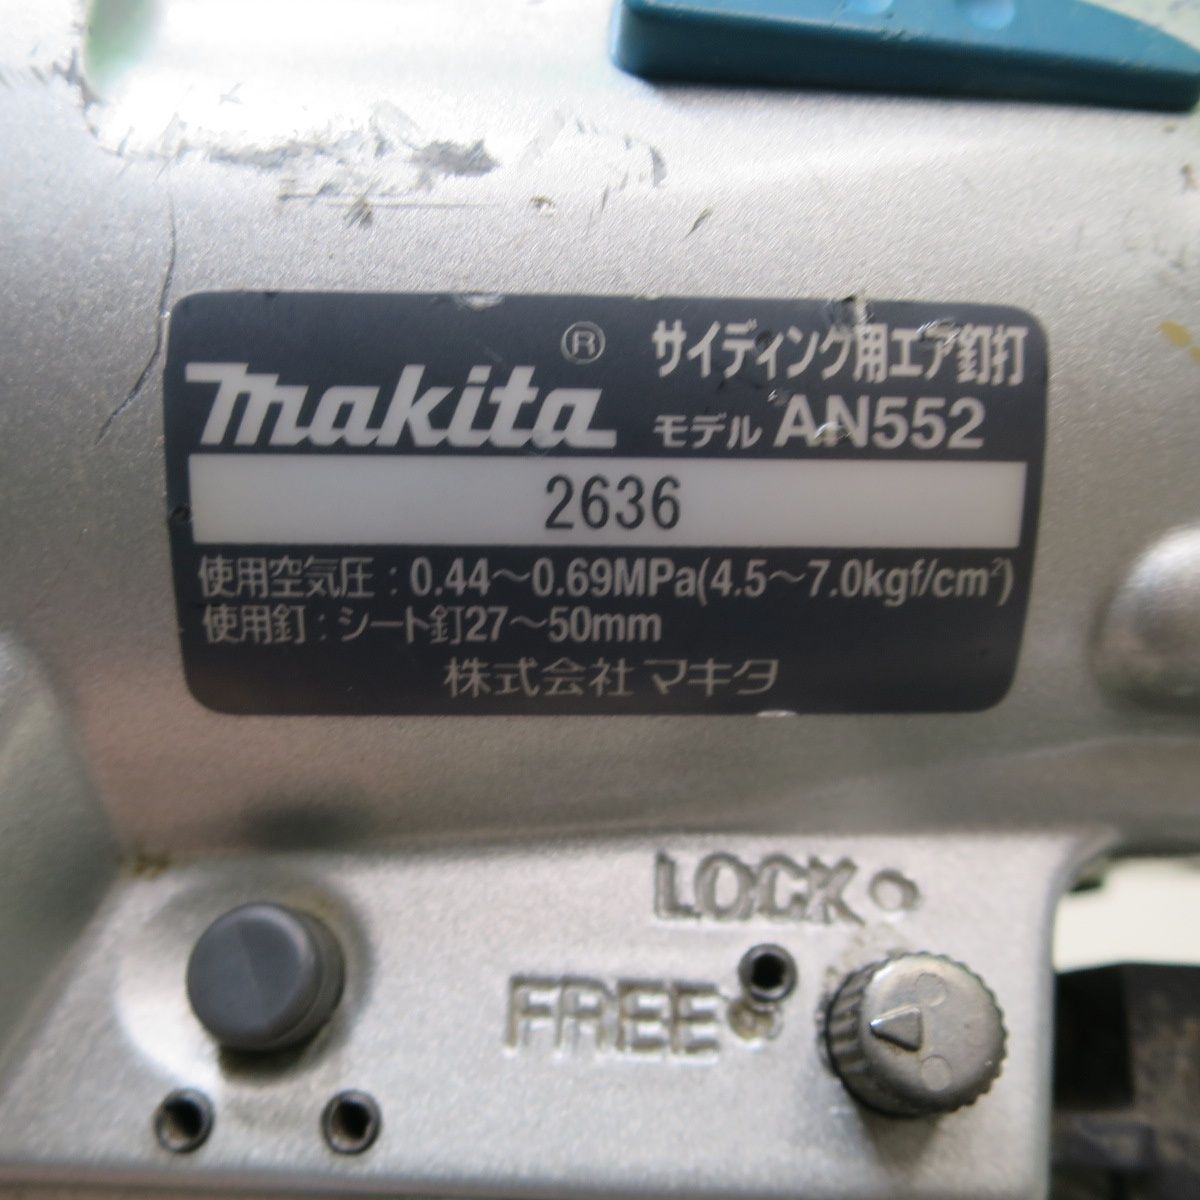 makita ® サイディング用エア釘打
モデル AN552
2636
使用空気圧:0.44～0.69MPa(4.5～7.0kgf/cm²)
使用釘:シート釘27～50mm
株式会社マキタ
LOCK
FREE